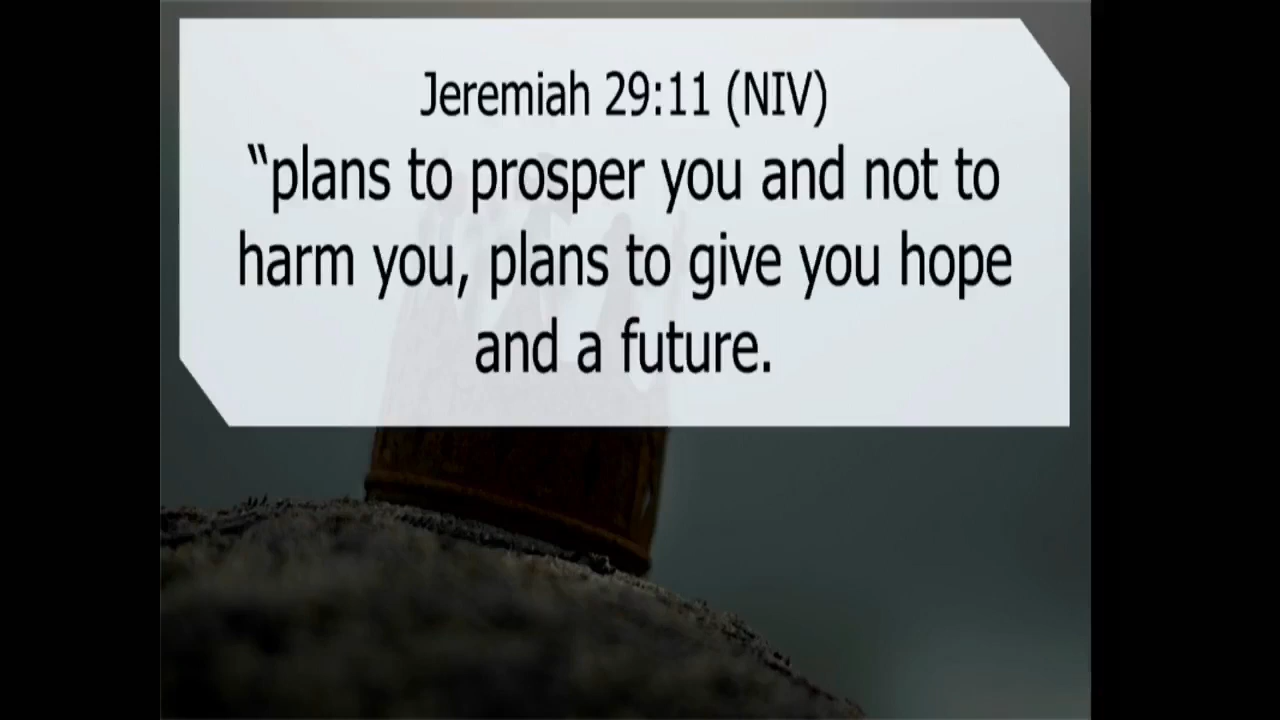 Jeremiah 29:11 (NIV)
“plans to prosper you and not to
harm you, plans to give you hope
and a future.